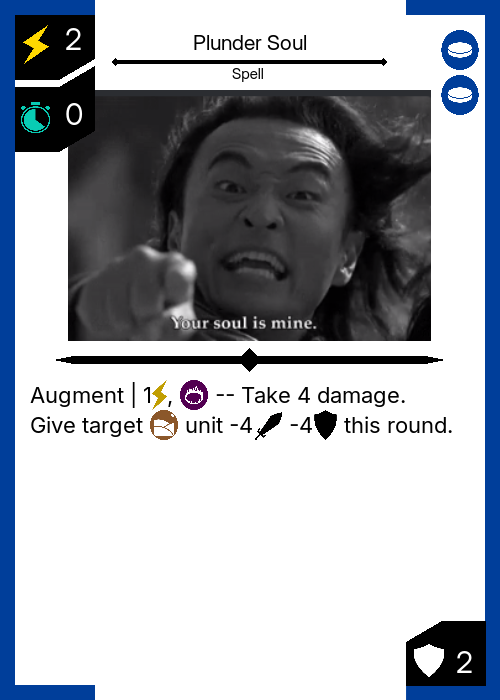 2
Plunder Soul
Spell
0
Your soul is mine.
Augment | 1, -- Take 4 damage.
Give target unit -4 -4 this round.
2